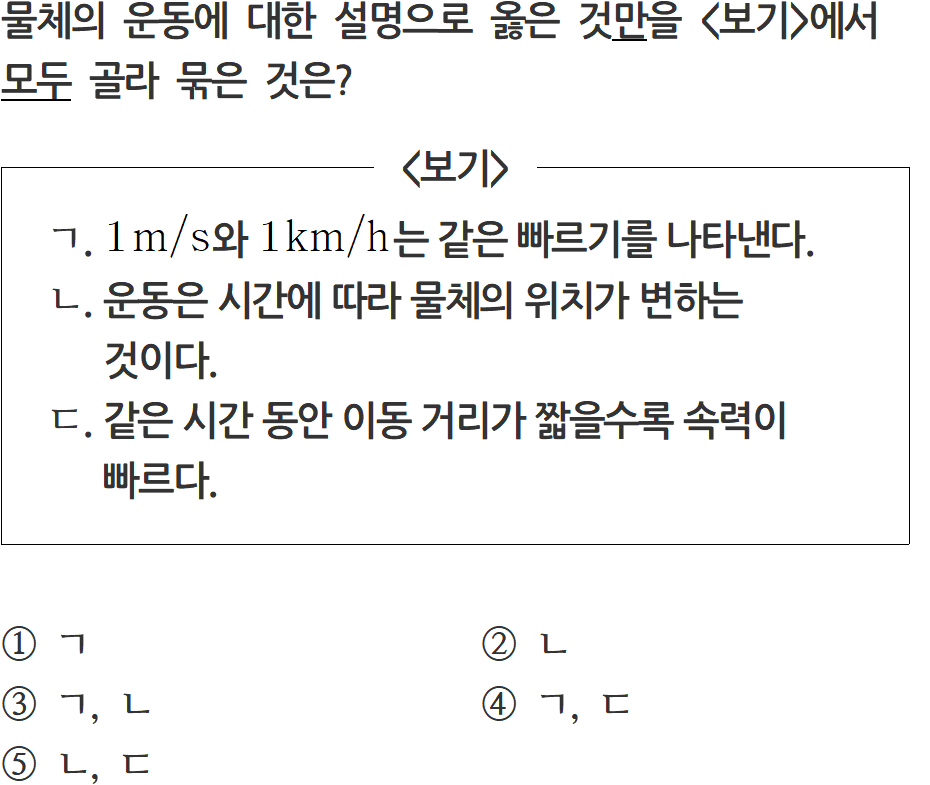 물체의 운동에 대한 설명으로 옳은 것만을 <보기>에서
모두 골라 묶은 것은?
<보기>
ㄱ. 1m/s와 1km/h는 같은 빠르기를 나타낸다.
ㄴ. 운동은 시간에 따라 물체의 위치가 변하는
것이다.
ㄷ. 같은 시간 동안 이동 거리가 짧을수록 속력이
빠르다.
① ㄱ ② ㄴ
③ ㄱ, ㄴ ④ ㄱ, ㄷ
⑤ ㄴ, ㄷ